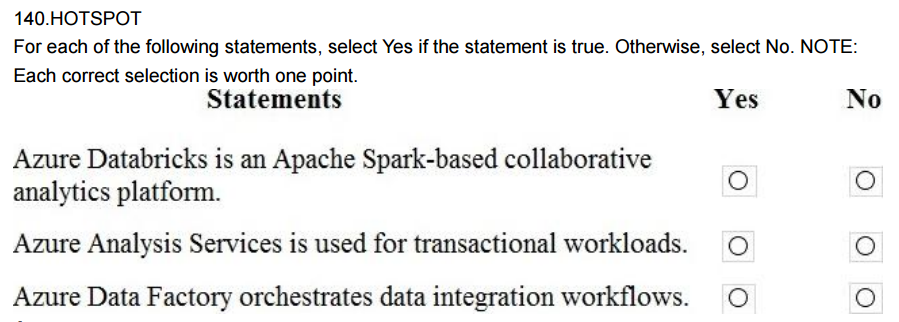 140.HOTSPOT
For each of the following statements, select Yes if the statement is true. Otherwise, select No. NOTE:
Each correct selection is worth one point.
Statements Yes No
Azure Databricks is an Apache Spark-based collaborative
analytics platform.
Azure Analysis Services is used for transactional workloads.
Azure Data Factory orchestrates data integration workflows.